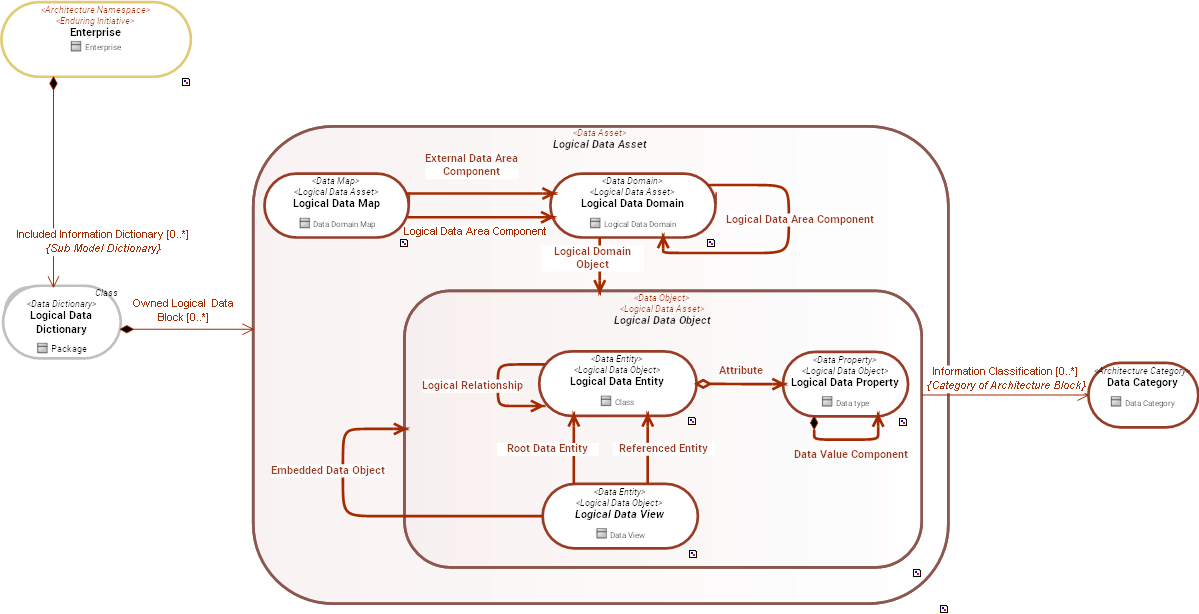 <Architecture Namespace>
<Enduring Initiative>
Enterprise
Enterprise
Included Information Dictionary [0..*]
{Sub Model Dictionary}
Class
<Data Dictionary>
Logical Data
Dictionary
Package
Owned Logical Data
Block [0..*]
<Data Asset>
Logical Data Asset
<Data Map>
<Logical Data Asset>
Logical Data Map
Data Domain Map
External Data Area
Component
Logical Data Area Component
<Data Domain>
<Logical Data Asset>
Logical Data Domain
Logical Data Domain
Logical Data Area Component
Logical Domain
Object
<Data Object>
<Logical Data Asset>
Logical Data Object
<Data Entity>
<Logical Data Object>
Logical Data Entity
Class
Logical Relationship
Attribute
<Data Property>
<Logical Data Object>
Logical Data Property
Data type
Data Value Component
Root Data Entity
Referenced Entity
Embedded Data Object
<Data Entity>
<Logical Data Object>
Logical Data View
Data View
Information Classification [0..*]
{Category of Architecture Block}
<Architecture Category>
Data Category
Data Category